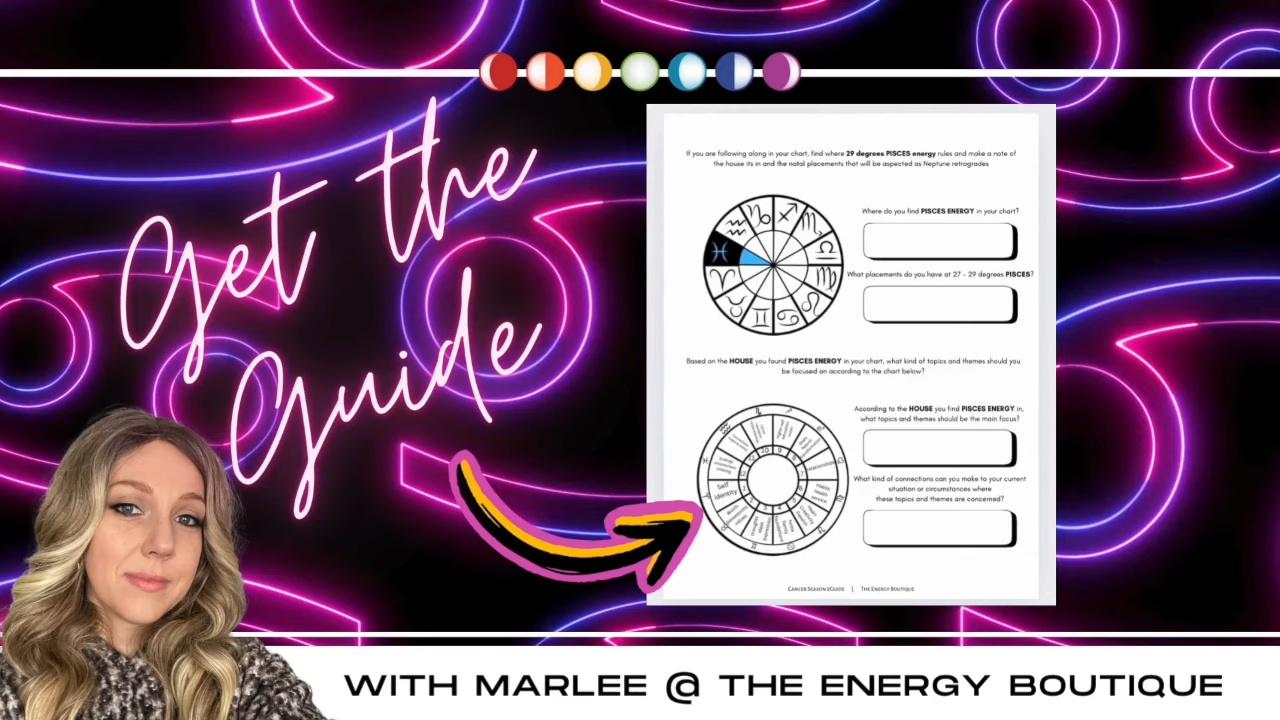 Get the
Guide
If you are following along in your chart, find where 29 degrees PISCES energy rules and make a note of
the house its in and the natal placements that will be aspected as Neptune retrogrades
Where do you find PISCES ENERGY in your chart?
What placements do you have at 27 - 29 degrees PISCES?
Based on the HOUSE you found PISCES ENERGY in your chart, what kind of topics and themes should you
be focused on according to the chart below?
According to the HOUSE you find PISCES ENERGY in,
what topics and themes should be the main focus?
What kind of connections can you make to your current
situation or circumstances where
these topics and themes are concerned?
Self
Identity
Habits,
health
service
CANCER SEASON EGUIDE | THE ENERGY BOUTIQUE
WITH MARLEE @ THE ENERGY BOUTIQUE